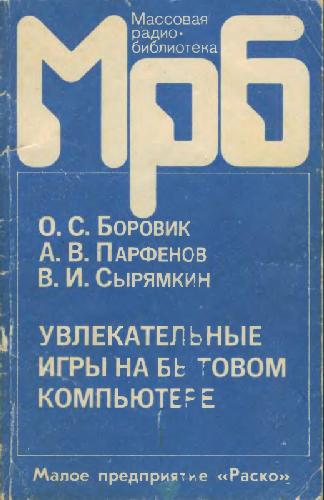 Массовая
радио-
библиотека
Мрб
О. С. Боровик
А. В. Парфенов
В. И. Сырямкин
УВЛЕКАТЕЛЬНЫЕ
ИГРЫ НА БЫТОВОМ
КОМПЬЮТЕРЕ
Малое предприятие «Раско»